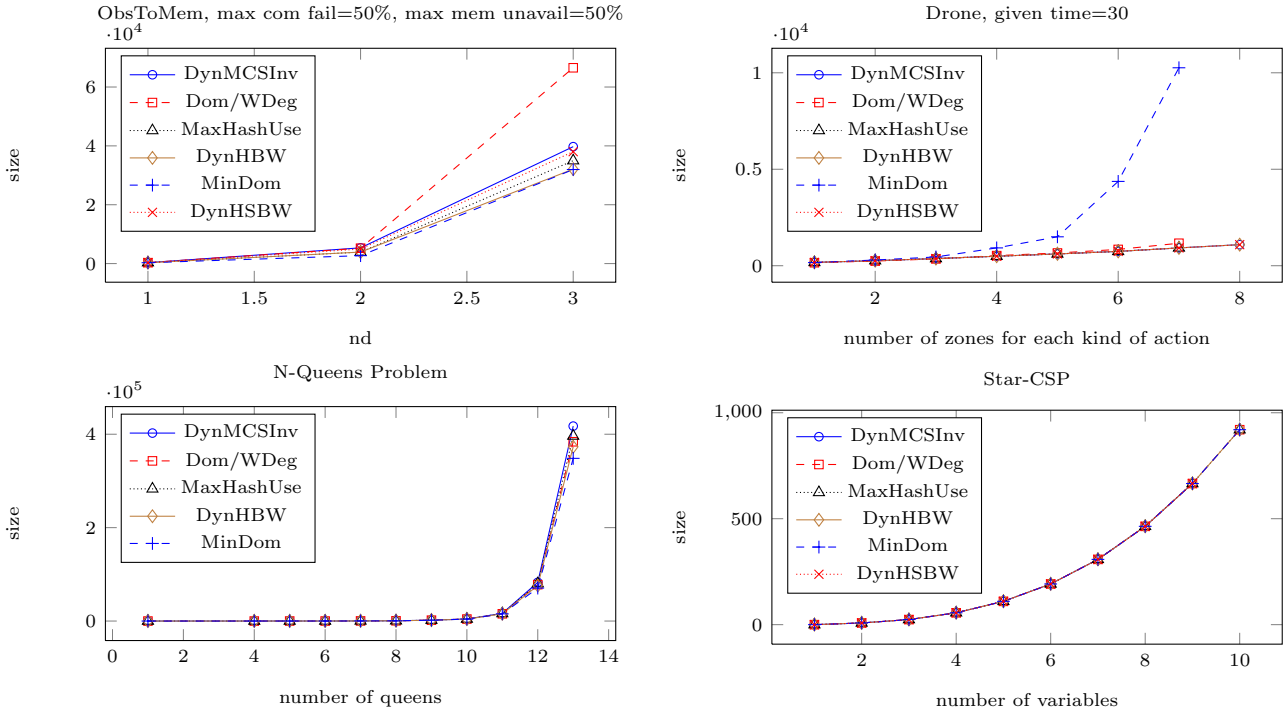 ObsToMem, max com fail=50%, max mem unavail=50%
·10^4
size
6
4
2
0
DynMCSInv
Dom/WDeg
MaxHashUse
DynHBW
MinDom
DynHSBW
1
1.5
2
2.5
3
nd
Drone, given time=30
·10^4
size
1
0.5
0
DynMCSInv
Dom/WDeg
MaxHashUse
DynHBW
MinDom
DynHSBW
2
4
6
8
number of zones for each kind of action
N-Queens Problem
·10^5
size
4
2
0
DynMCSInv
Dom/WDeg
MaxHashUse
DynHBW
MinDom
0
2
4
6
8
10
12
14
number of queens
Star-CSP
size
1,000
500
0
DynMCSInv
Dom/WDeg
MaxHashUse
DynHBW
MinDom
DynHSBW
2
4
6
8
10
number of variables